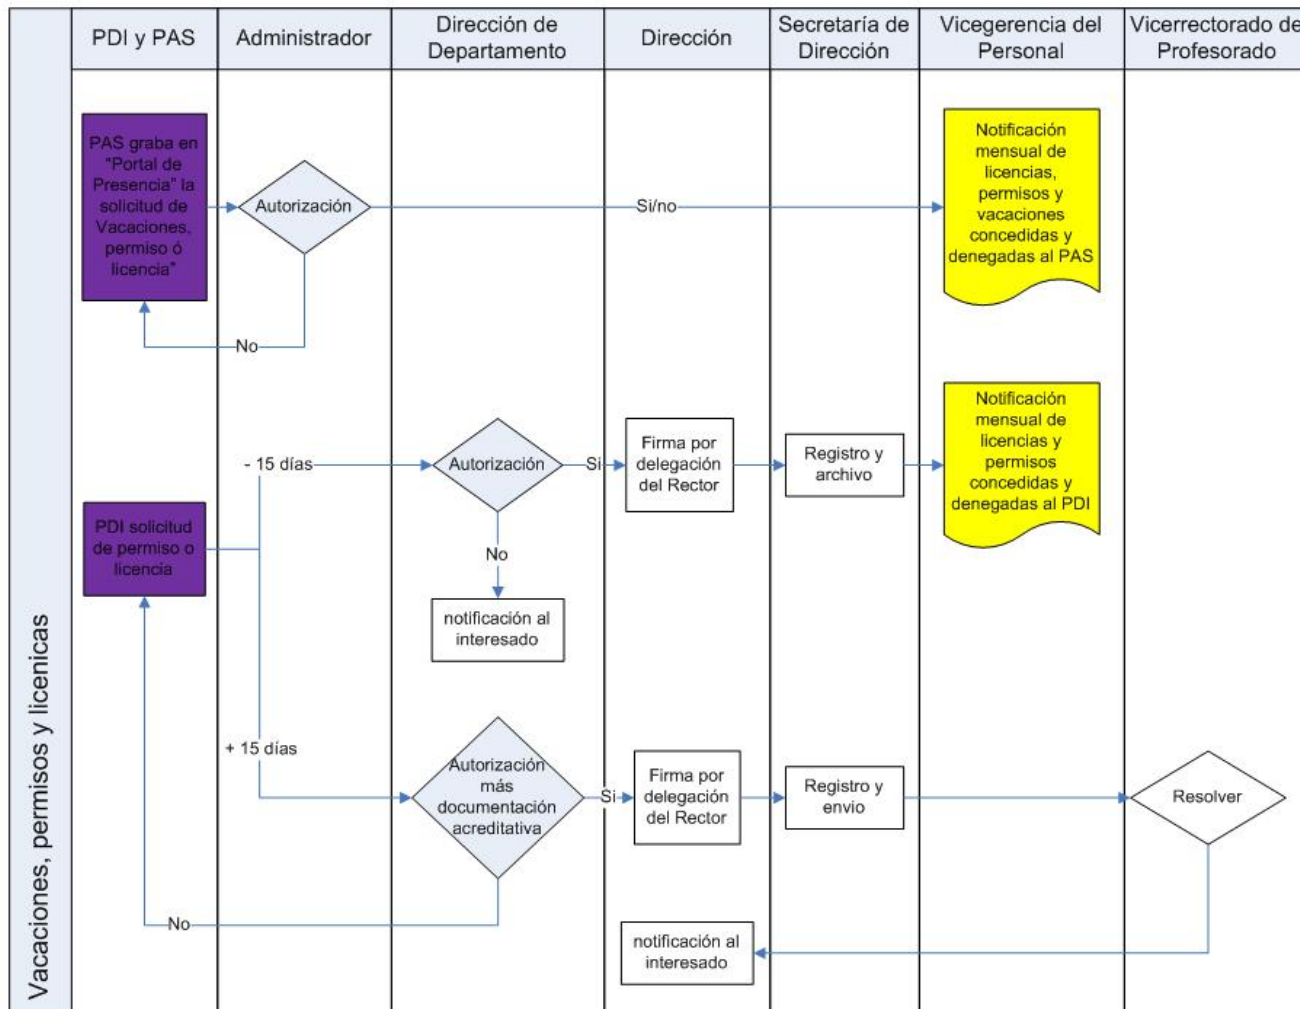 PDI y PAS
Administrador
Dirección de
Departamento
Dirección
Secretaría de
Dirección
Vicegerencia del
Personal
Vicerrectorado de
Profesorado
Vacaciones, permisos y licenicas
PAS graba en
"Portal de
Presencia" la
solicitud de
Vacaciones,
permiso ó
licencia"
Autorización
Si/no
No
Notificación
mensual de
licencias,
permisos y
vacaciones
concedidas y
denegadas al PAS
PDI solicitud
de permiso o
licencia
- 15 días
Autorización
Si
No
notificación al
interesado
Firma por
delegación
del Rector
Registro y
archivo
Notificación
mensual de
licencias y
permisos
concedidas y
denegadas al PDI
+ 15 días
Autorización
más
documentación
acreditativa
Si
No
Firma por
delegación
del Rector
Registro y
envio
Resolver
notificación al
interesado